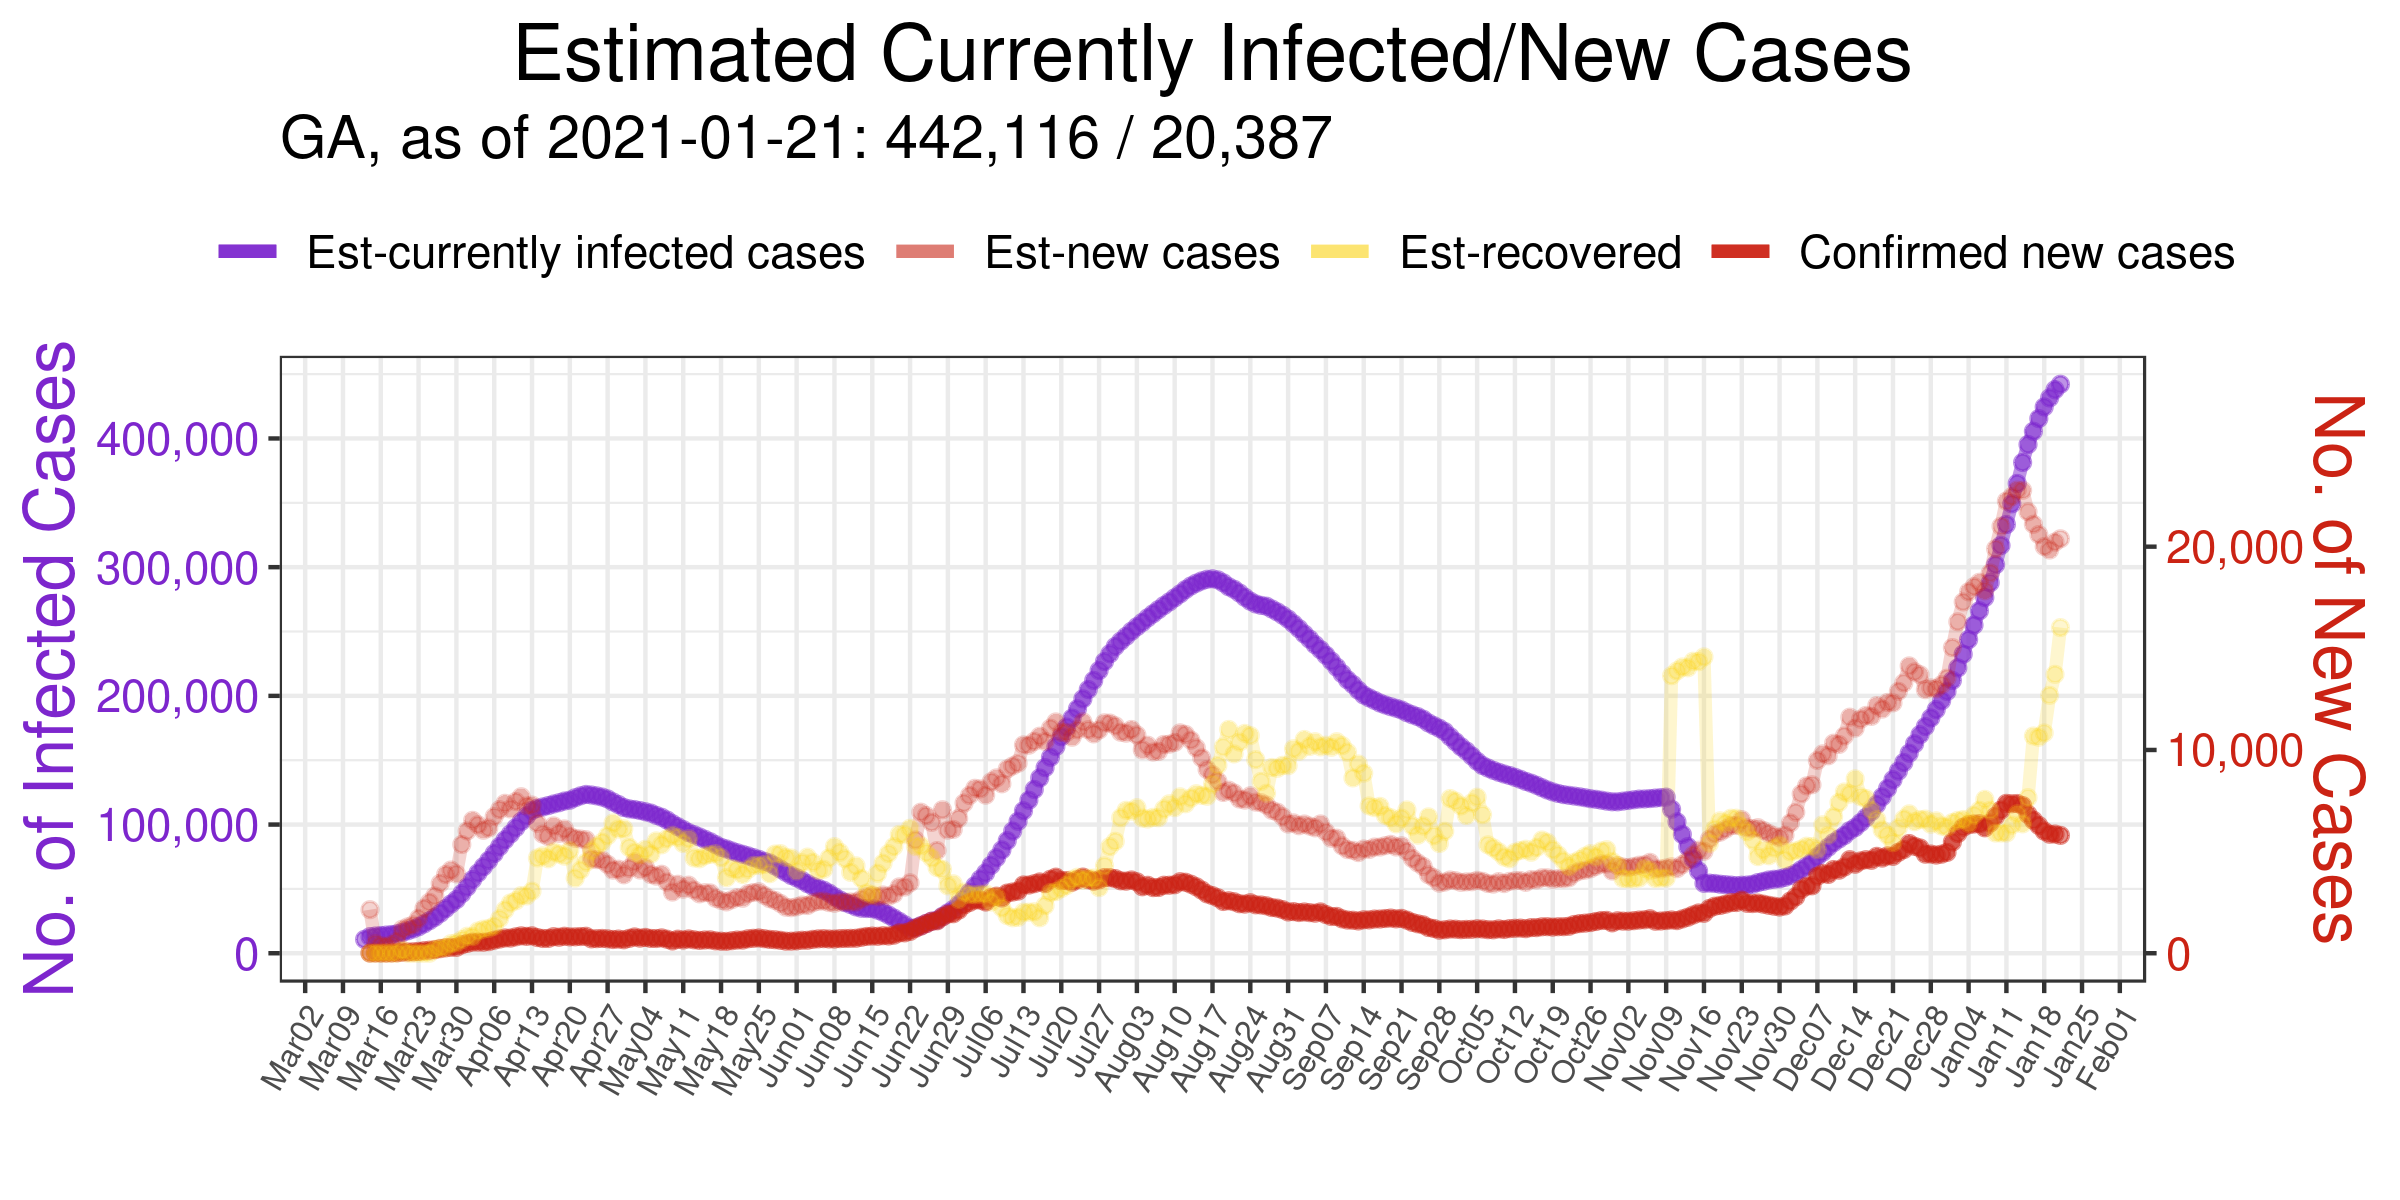 Estimated Currently Infected/New Cases
GA, as of 2021-01-21: 442,116 / 20,387
Est-currently infected cases
Est-new cases
Est-recovered
Confirmed new cases
No. of Infected Cases
400,000
300,000
200,000
100,000
0
20,000
10,000
0
No. of New Cases
Mar02
Mar09
Mar16
Mar23
Mar30
Apr06
Apr13
Apr20
Apr27
May04
May11
May18
May25
Jun01
Jun08
Jun15
Jun22
Jun29
Jul06
Jul13
Jul20
Jul27
Aug03
Aug10
Aug17
Aug24
Aug31
Sep07
Sep14
Sep21
Sep28
Oct05
Oct12
Oct19
Oct26
Nov02
Nov09
Nov16
Nov23
Nov30
Dec07
Dec14
Dec21
Dec28
Jan04
Jan11
Jan18
Jan25
Feb01